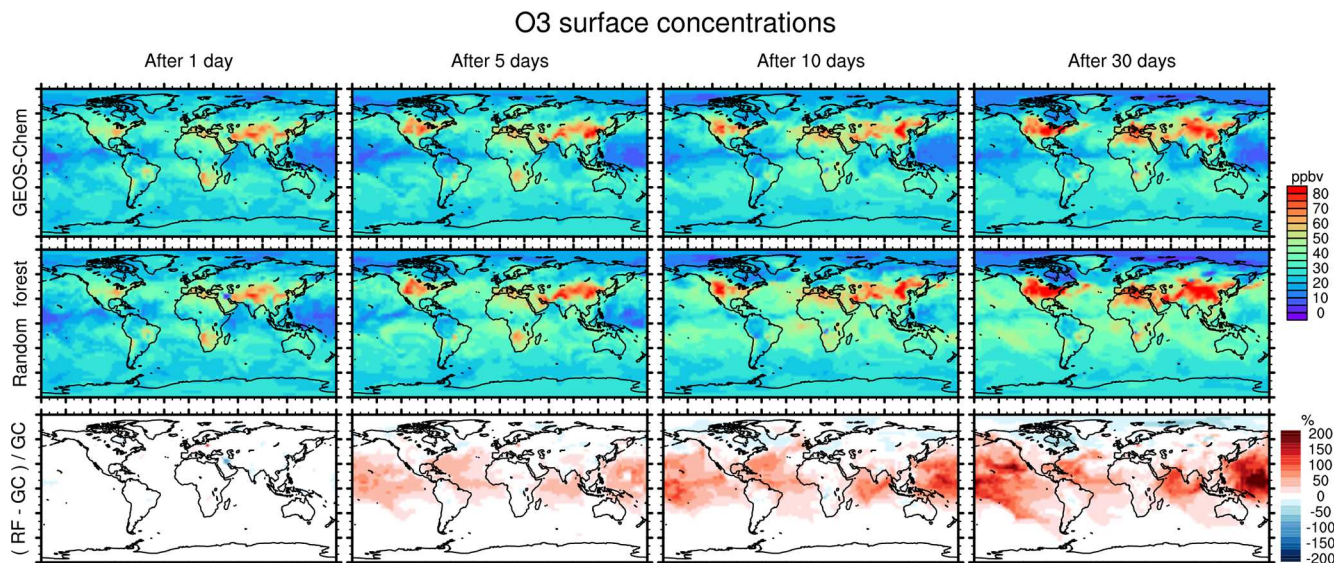 O3 surface concentrations
After 1 day
After 5 days
After 10 days
After 30 days
GEOS-Chem
ppbv
80
70
60
50
40
30
20
10
0
Random forest
( RF - GC ) / GC
%
200
150
100
50
0
-50
-100
-150
-200